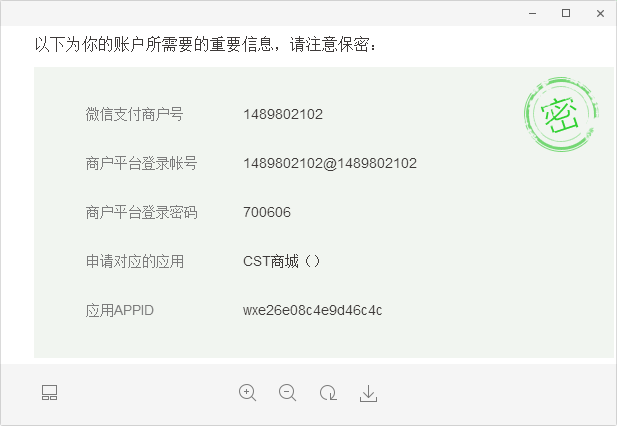 以下为你的账户所需要的重要信息，请注意保密：
密
微信支付商户号 1489802102
商户平台登录帐号 1489802102@1489802102
商户平台登录密码 700606
申请对应的应用 CST商城（）
应用APPID wxe26e08c4e9d46c4c